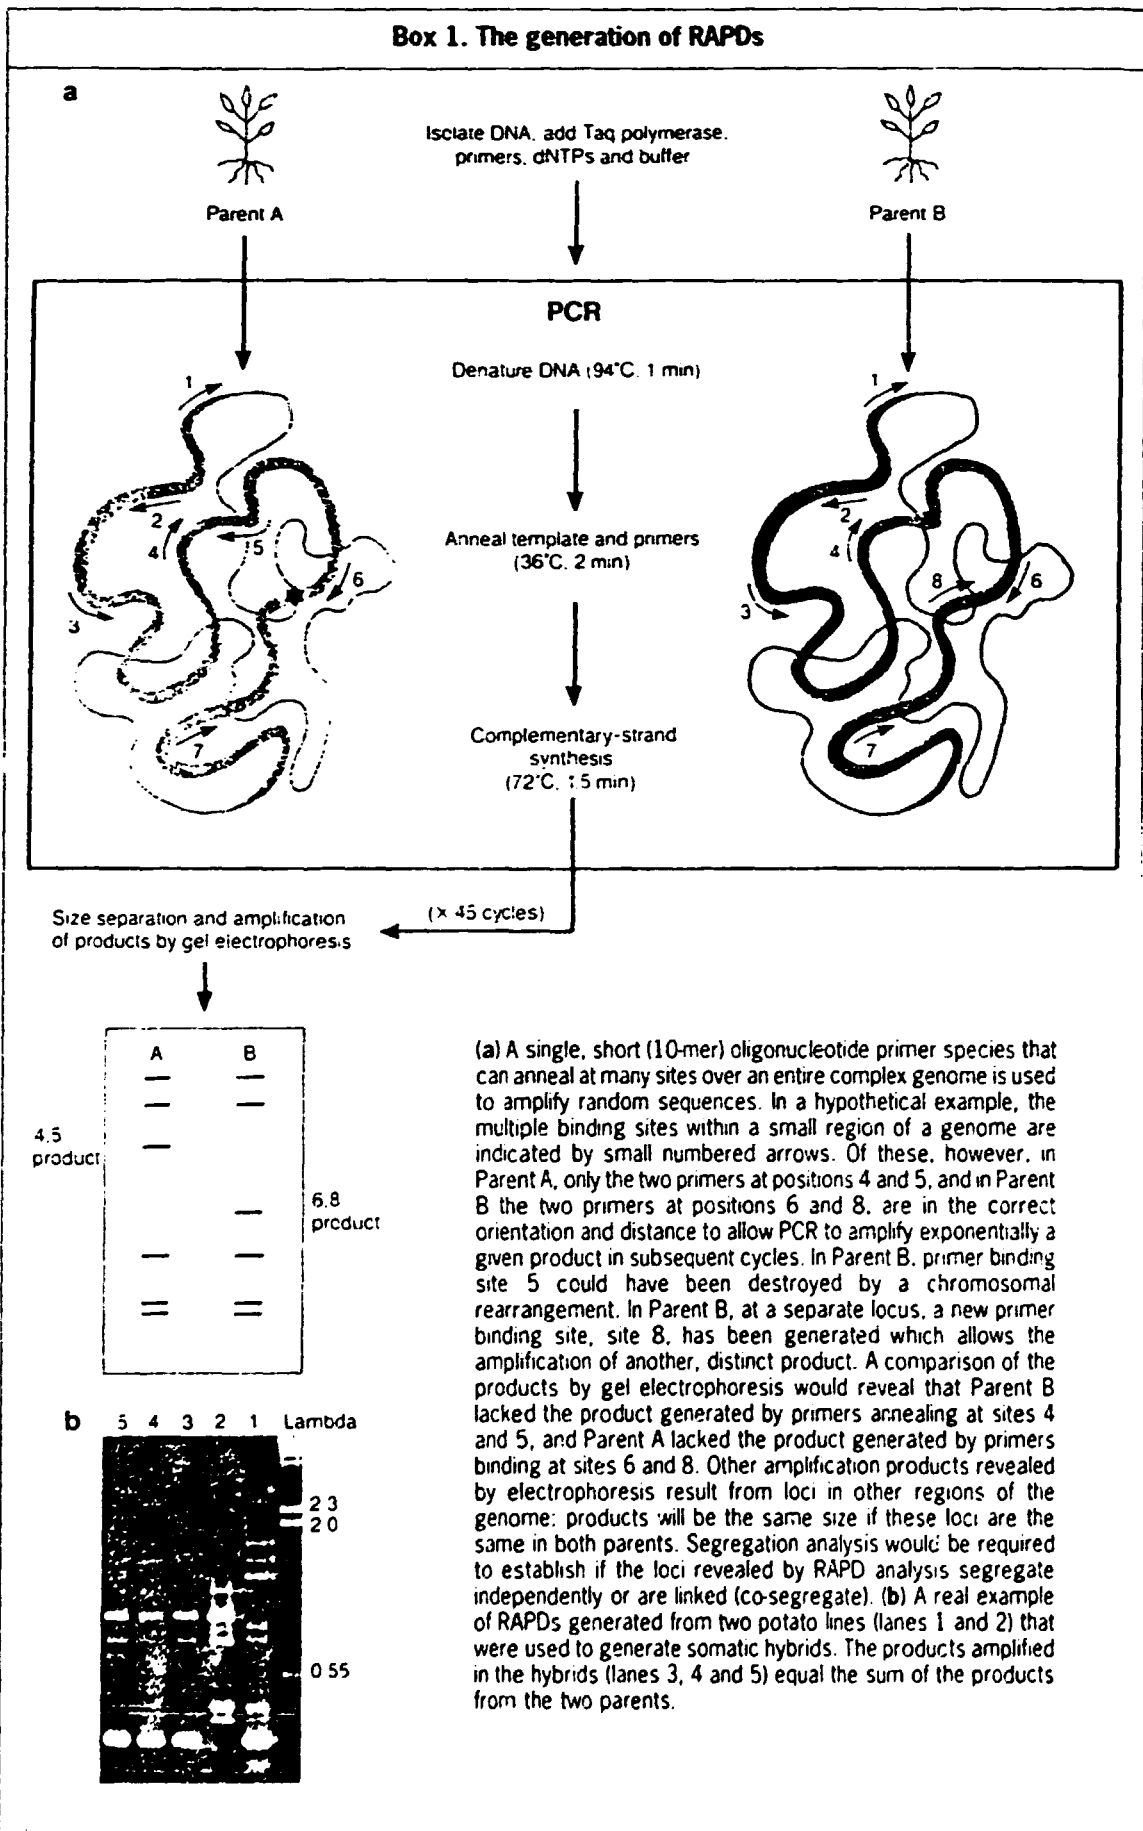 Box 1. The generation of RAPDs
a
Isolate DNA, add Taq polymerase,
primers, dNTPs and buffer
Parent A
Parent B
PCR
Denature DNA (94°C. 1 min)
1
2
3
4
5
6
7
1
2
3
4
8
6
7
Anneal template and primers
(36°C. 2 min)
Complementary-strand
synthesis
(72°C. 1.5 min)
(× 45 cycles)
Size separation and amplification
of products by gel electrophoresis
A B
4.5
product
6.8
product
(a) A single, short (10-mer) oligonucleotide primer species that
can anneal at many sites over an entire complex genome is used
to amplify random sequences. In a hypothetical example, the
multiple binding sites within a small region of a genome are
indicated by small numbered arrows. Of these, however, in
Parent A, only the two primers at positions 4 and 5, and in Parent
B the two primers at positions 6 and 8, are in the correct
orientation and distance to allow PCR to amplify exponentially a
given product in subsequent cycles. In Parent B, primer binding
site 5 could have been destroyed by a chromosomal
rearrangement. In Parent B, at a separate locus, a new primer
binding site, site 8, has been generated which allows the
amplification of another, distinct product. A comparison of the
products by gel electrophoresis would reveal that Parent B
lacked the product generated by primers annealing at sites 4
and 5, and Parent A lacked the product generated by primers
binding at sites 6 and 8. Other amplification products revealed
by electrophoresis result from loci in other regions of the
genome: products will be the same size if these loci are the
same in both parents. Segregation analysis would be required
to establish if the loci revealed by RAPD analysis segregate
independently or are linked (co-segregate). (b) A real example
of RAPDs generated from two potato lines (lanes 1 and 2) that
were used to generate somatic hybrids. The products amplified
in the hybrids (lanes 3, 4 and 5) equal the sum of the products
from the two parents.
b 5 4 3 2 1 Lambda
2 3
2 0
0 55